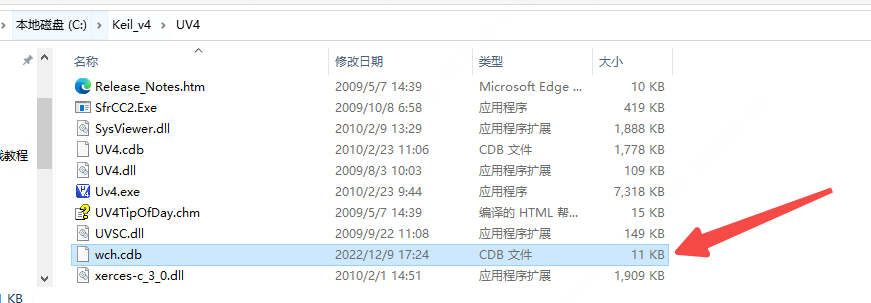 本地磁盘 (C:) > Keil_v4 > UV4
名称 修改日期 类型 大小
Release_Notes.htm 2009/5/7 14:39 Microsoft Edge ... 10 KB
SfrCC2.Exe 2009/10/8 6:58 应用程序 419 KB
SysViewer.dll 2010/2/9 13:29 应用程序扩展 1,888 KB
UV4.cdb 2010/2/23 11:06 CDB 文件 1,778 KB
UV4.dll 2009/8/3 10:03 应用程序扩展 109 KB
Uv4.exe 2010/2/23 9:44 应用程序 7,318 KB
UV4TipOfDay.chm 2009/5/7 14:39 编译的 HTML 帮... 15 KB
UVSC.dll 2009/9/22 11:08 应用程序扩展 149 KB
wch.cdb 2022/12/9 17:24 CDB 文件 11 KB
xerces-c_3_0.dll 2010/2/1 14:51 应用程序扩展 1,909 KB
教程
KB